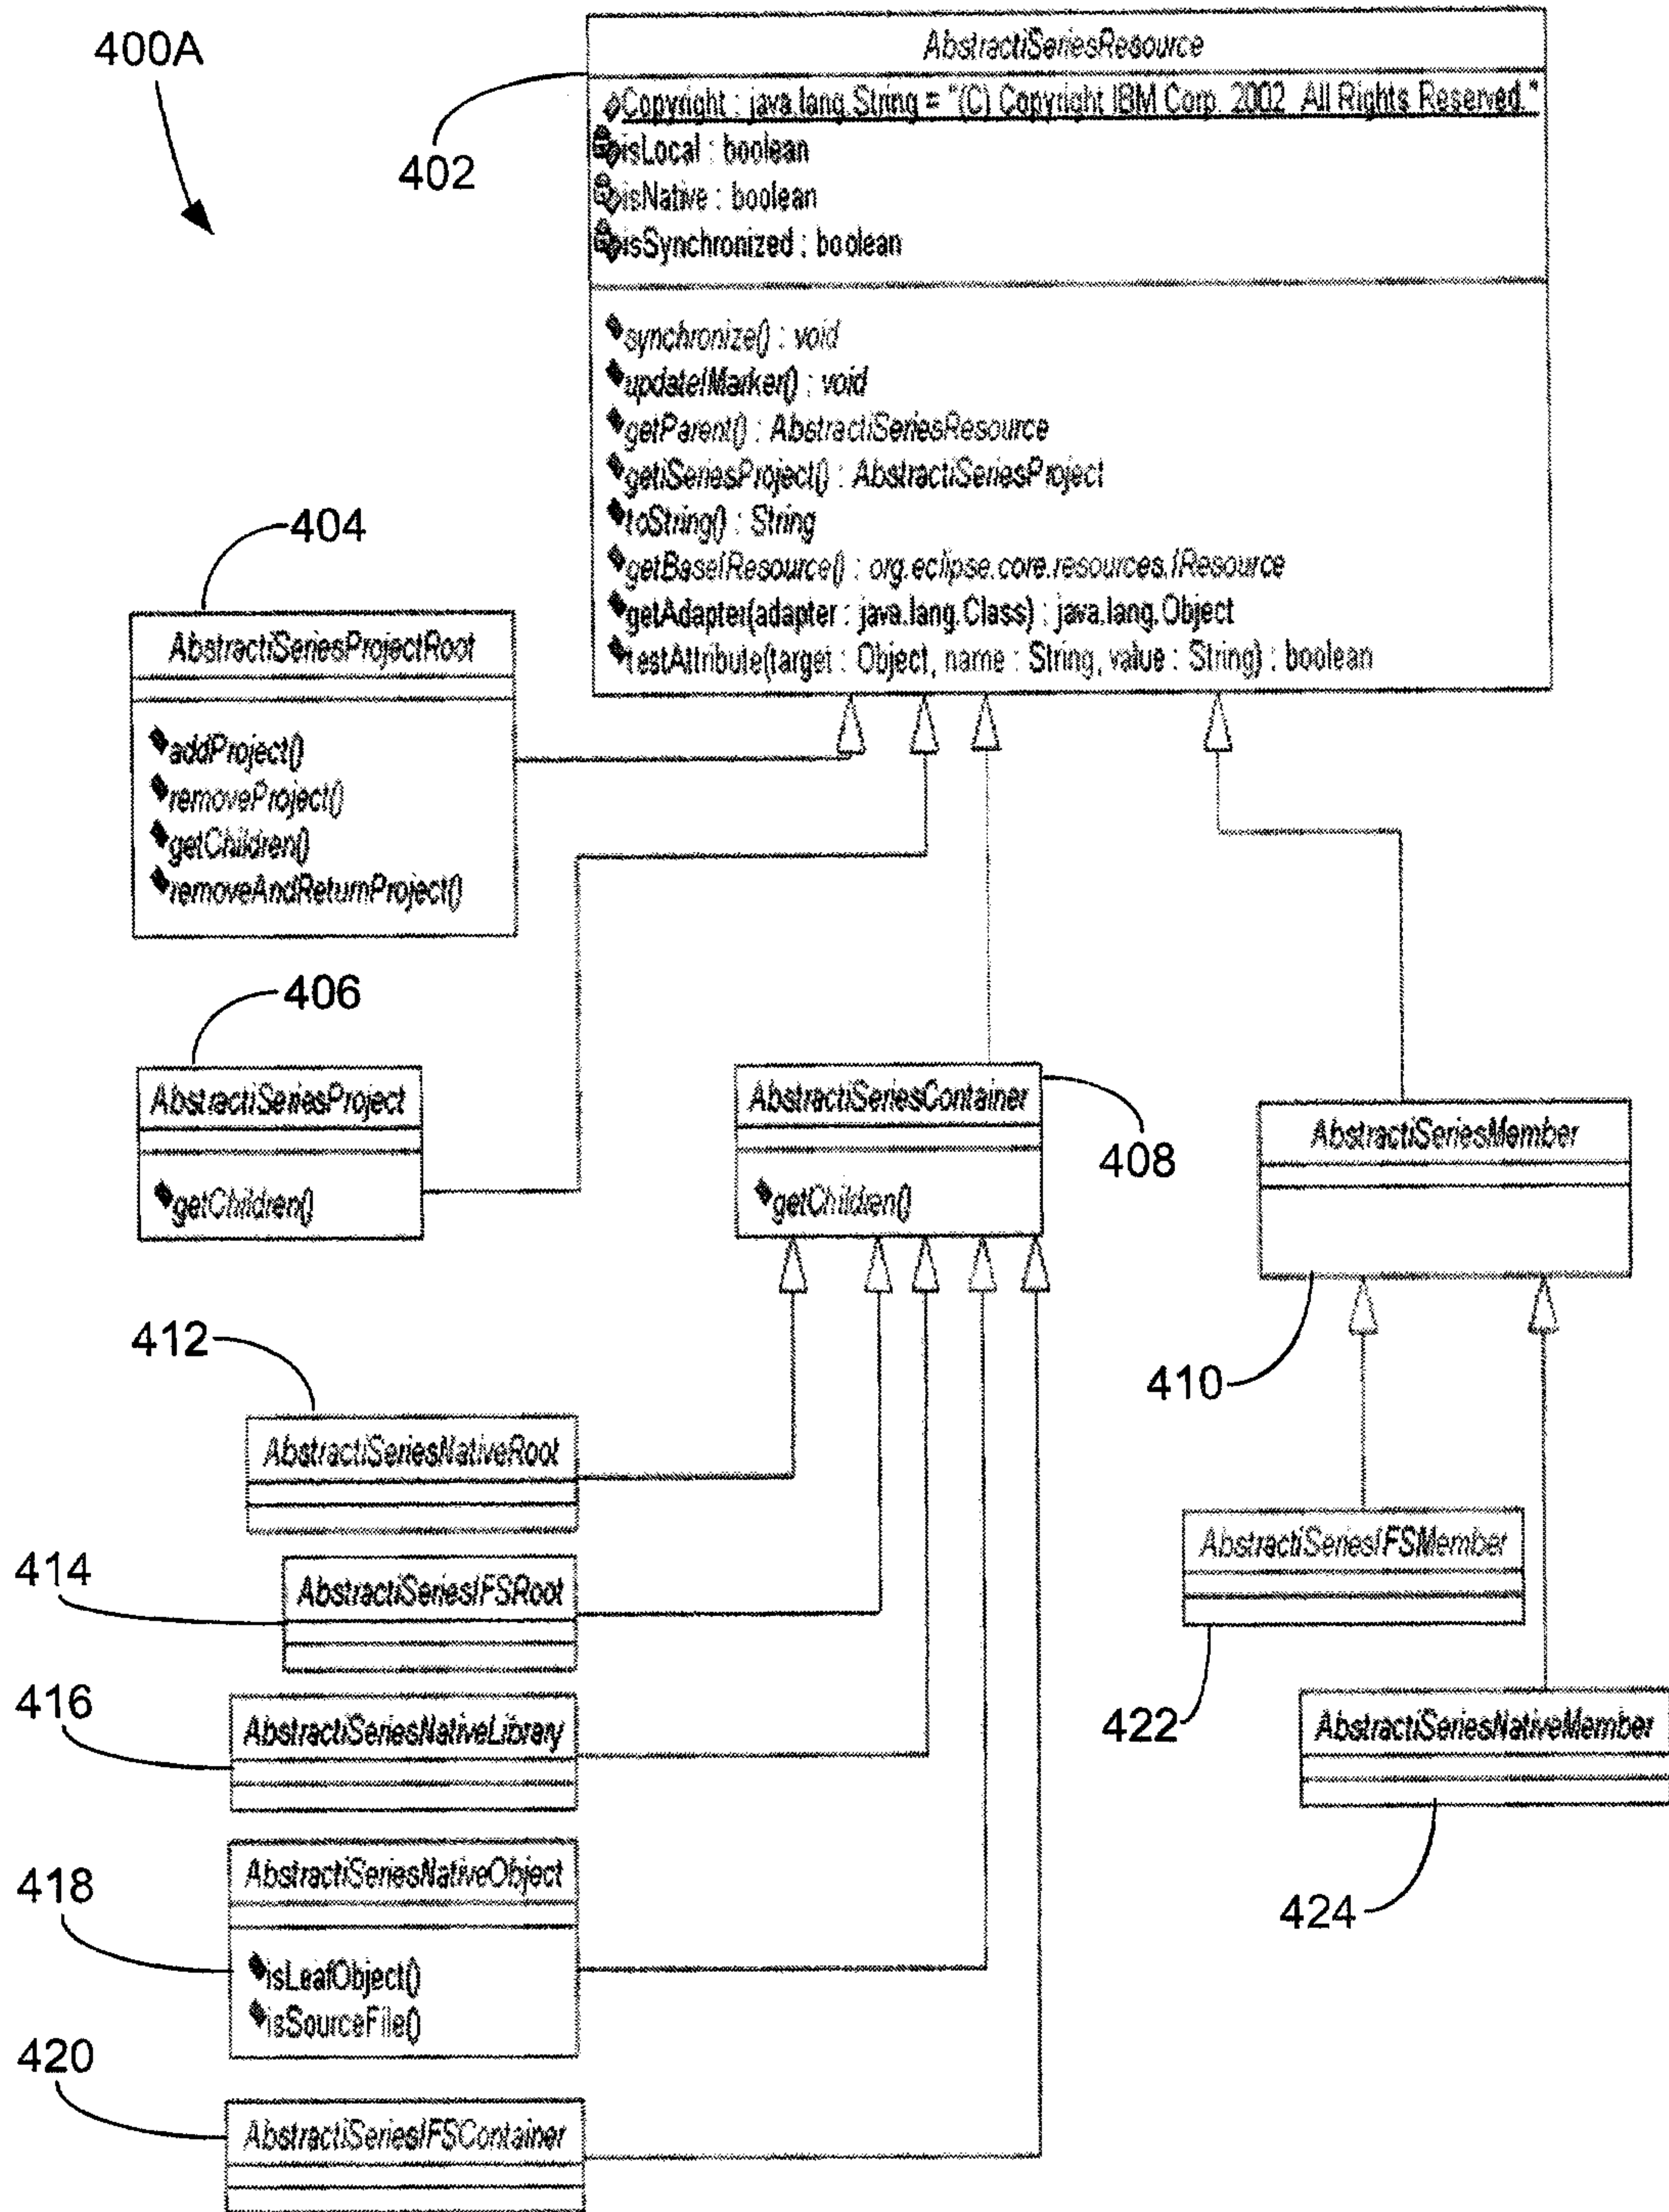 400A
AbstractiSeriesResource
Copyright : java.lang.String = "(C) Copyright IBM Corp. 2002 All Rights Reserved."
402
isLocal : boolean
isNative : boolean
isSynchronized : boolean
synchronize() : void
updateIMarker() : void
getParent() : AbstractiSeriesResource
getiSeriesProject() : AbstractiSeriesProject
toString() : String
getBaseIResource() : org.eclipse.core.resources.IResource
getAdapter(adapter : java.lang.Class) : java.lang.Object
testAttribute(target : Object, name : String, value : String) : boolean
404
AbstractiSeriesProjectRoot
addProject()
removeProject()
getChildren()
removeAndReturnProject()
406
AbstractiSeriesProject
getChildren()
AbstractiSeriesContainer
getChildren()
408
AbstractiSeriesMember
410
412
AbstractiSeriesNativeRoot
414
AbstractiSeriesIFSRoot
416
AbstractiSeriesNativeLibrary
418
AbstractiSeriesNativeObject
isLeafObject()
isSourceFile()
420
AbstractiSeriesIFSContainer
AbstractiSeriesIFSMember
422
AbstractiSeriesNativeMember
424